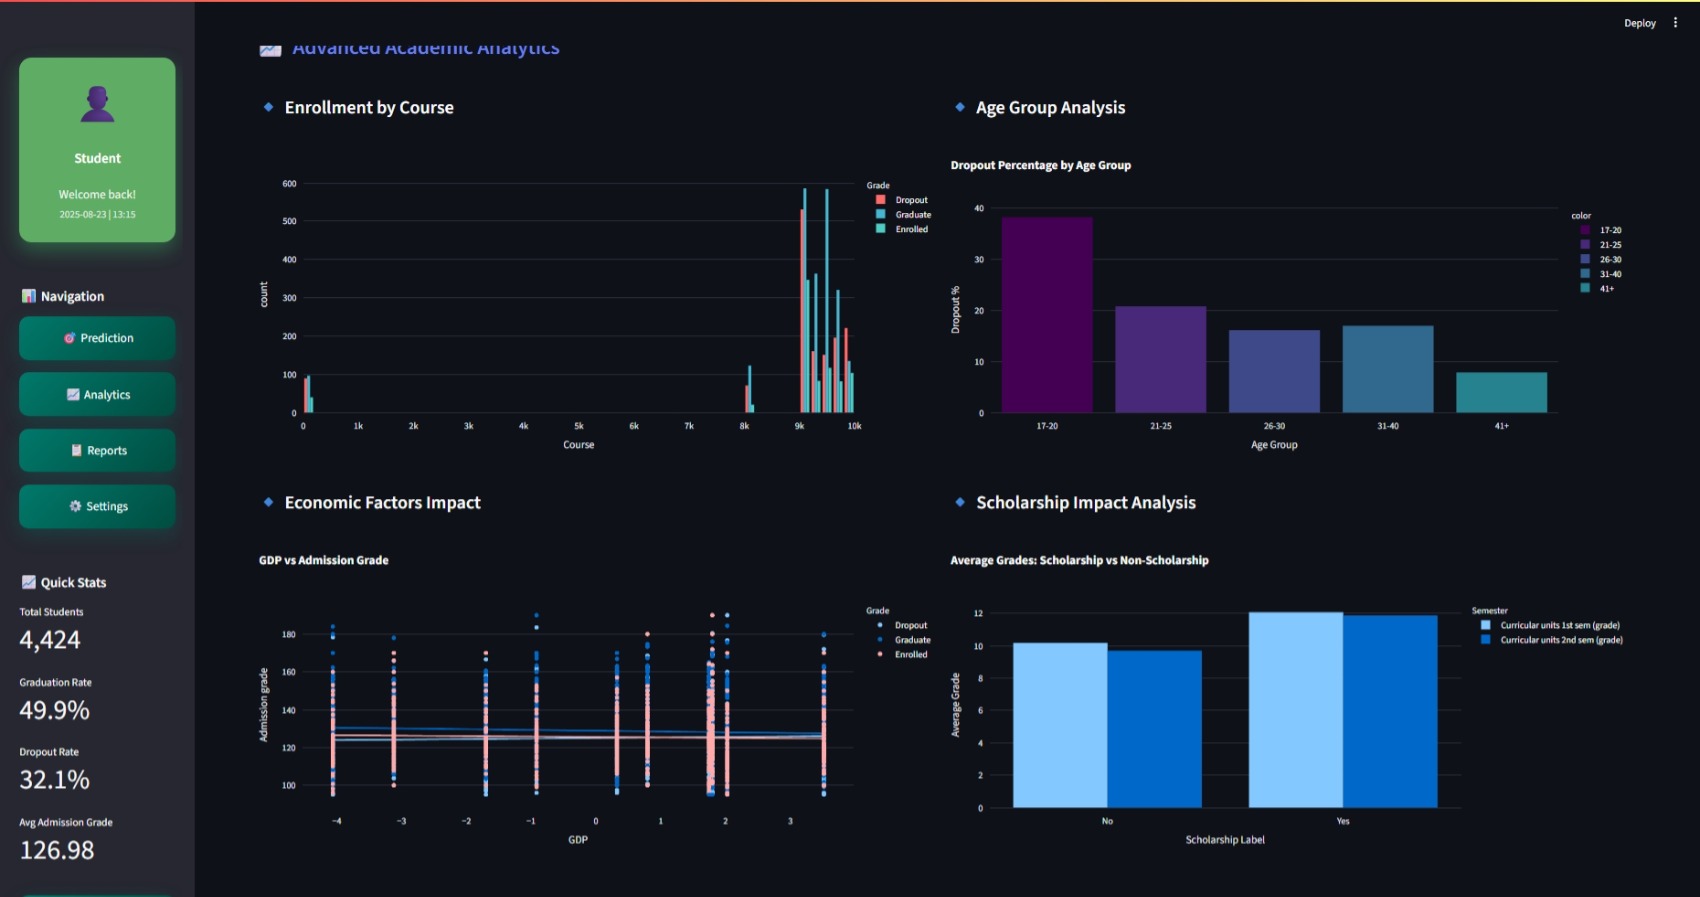 Deploy
Student
Welcome back!
2025-08-23 | 13:15
Navigation
Prediction
Analytics
Reports
Settings
Quick Stats
Total Students
4,424
Graduation Rate
49.9%
Dropout Rate
32.1%
Avg Admission Grade
126.98
Advanced Academic Analytics
Enrollment by Course
600
500
400
300
200
100
0
count
0 1k 2k 3k 4k 5k 6k 7k 8k 9k 10k
Course
Grade
Dropout
Graduate
Enrolled
Age Group Analysis
Dropout Percentage by Age Group
40
30
20
10
0
Dropout %
17-20 21-25 26-30 31-40 41+
Age Group
color
17-20
21-25
26-30
31-40
41+
Economic Factors Impact
GDP vs Admission Grade
180
160
140
120
100
Admission grade
−4 −3 −2 −1 0 1 2 3
GDP
Grade
Dropout
Graduate
Enrolled
Scholarship Impact Analysis
Average Grades: Scholarship vs Non-Scholarship
12
10
8
6
4
2
0
Average Grade
No Yes
Scholarship Label
Semester
Curricular units 1st sem (grade)
Curricular units 2nd sem (grade)